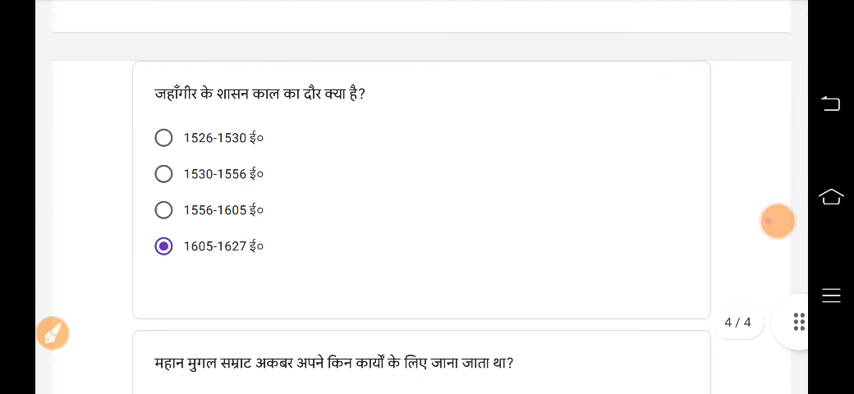 जहाँगीर के शासन काल का दौर क्या है?
1526-1530 ई०
1530-1556 ई०
1556-1605 ई०
1605-1627 ई०
4 / 4
महान मुगल सम्राट अकबर अपने किन कार्यों के लिए जाना जाता था?